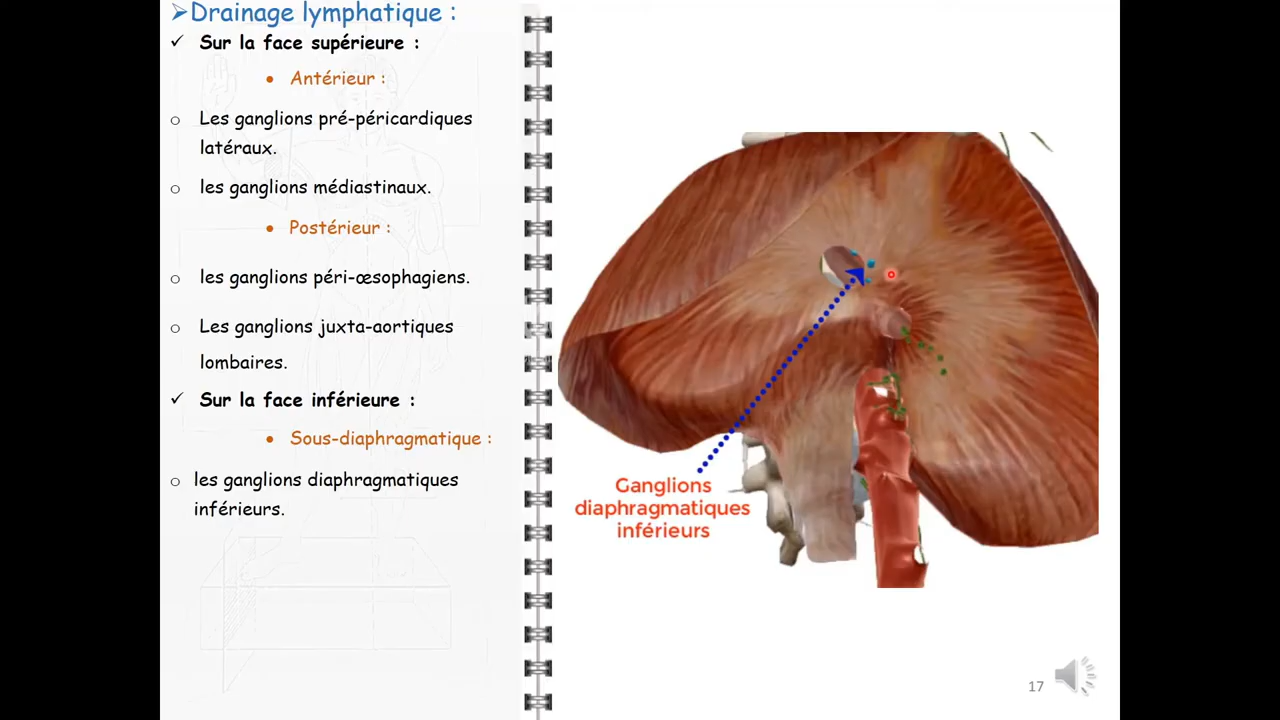 ➢Drainage lymphatique :
✓ Sur la face supérieure :
• Antérieur :
o Les ganglions pré-péricardiques
latéraux.
o les ganglions médiastinaux.
• Postérieur :
o les ganglions péri-œsophagiens.
o Les ganglions juxta-aortiques
lombaires.
✓ Sur la face inférieure :
• Sous-diaphragmatique :
o les ganglions diaphragmatiques
inférieurs.
Ganglions
diaphragmatiques
inférieurs
17